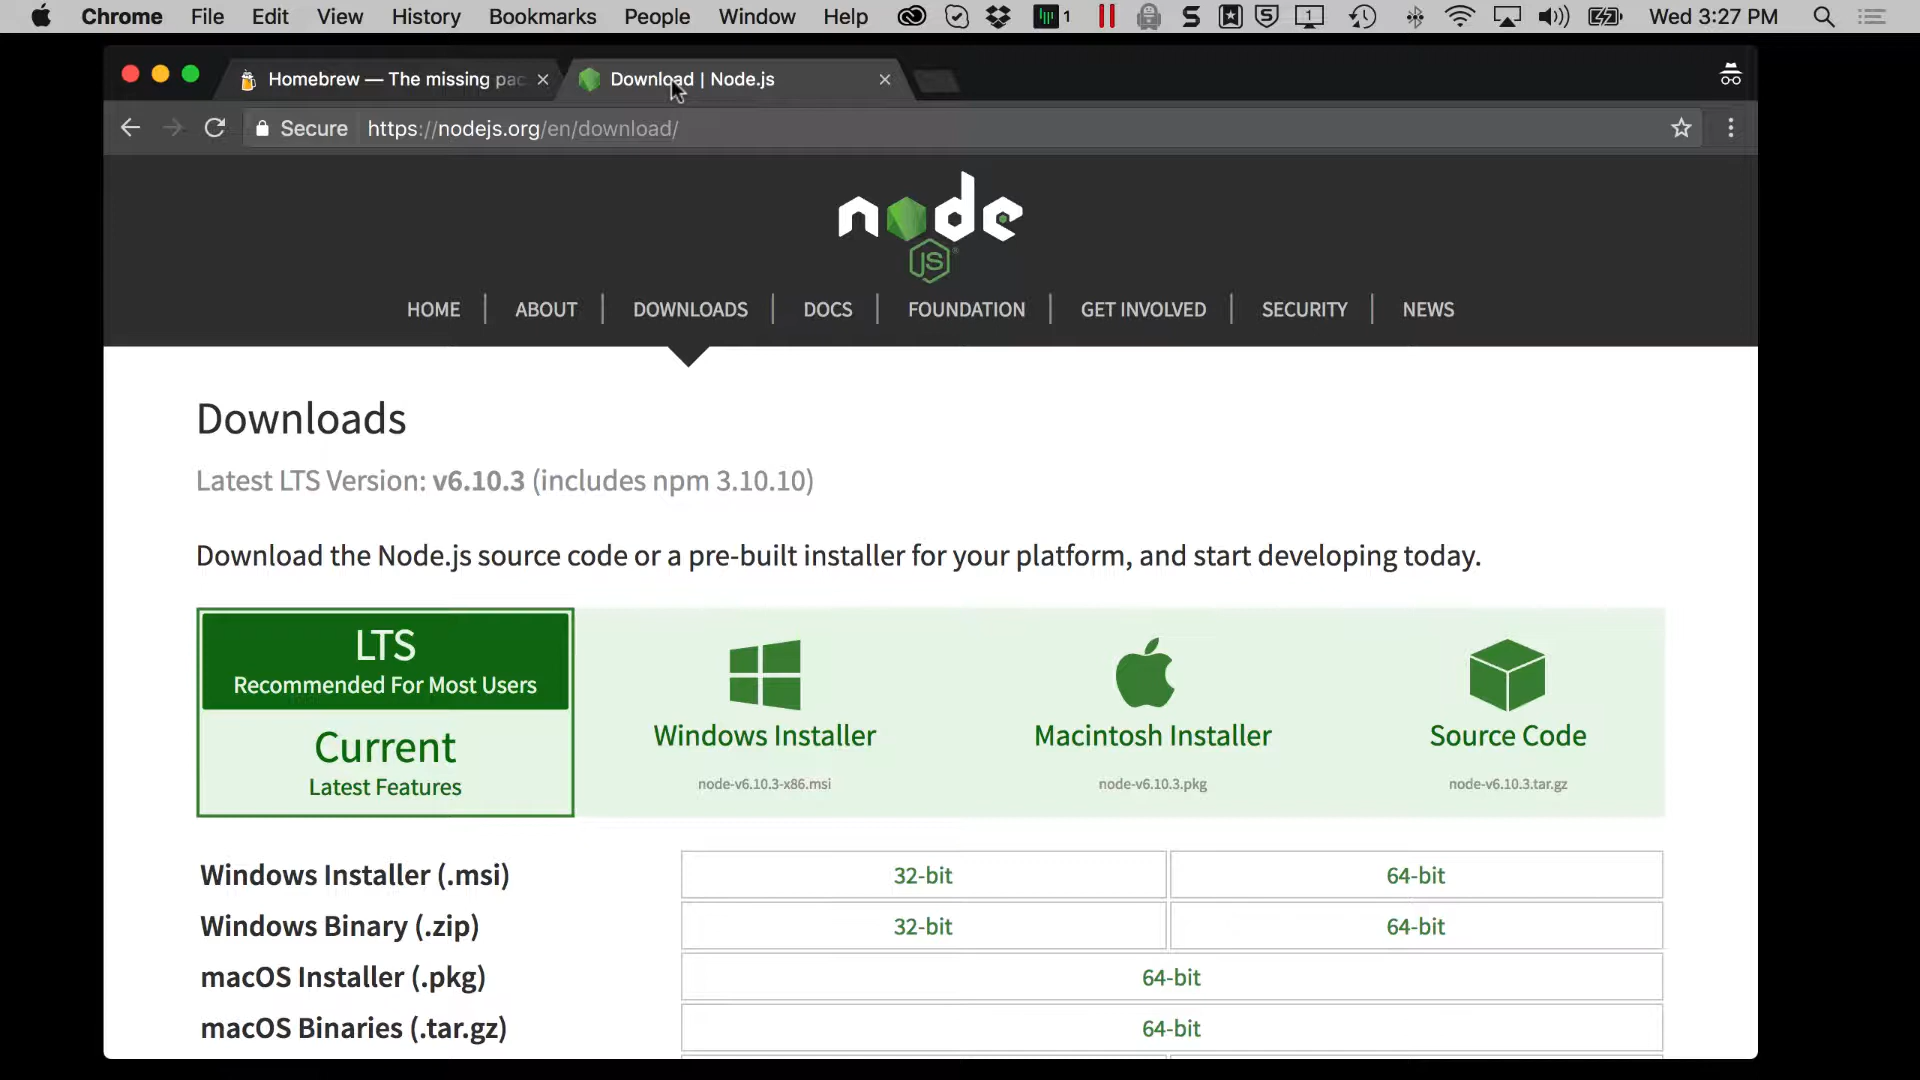 Chrome File Edit View History Bookmarks People Window Help 1 1 Wed 3:27 PM
Homebrew — The missing pac
Download | Node.js
Secure https://nodejs.org/en/download/
node
JS
HOME ABOUT DOWNLOADS DOCS FOUNDATION GET INVOLVED SECURITY NEWS
Downloads
Latest LTS Version: v6.10.3 (includes npm 3.10.10)
Download the Node.js source code or a pre-built installer for your platform, and start developing today.
LTS
Recommended For Most Users
Current
Latest Features
Windows Installer
node-v6.10.3-x86.msi
Macintosh Installer
node-v6.10.3.pkg
Source Code
node-v6.10.3.tar.gz
Windows Installer (.msi) 32-bit 64-bit
Windows Binary (.zip) 32-bit 64-bit
macOS Installer (.pkg) 64-bit
macOS Binaries (.tar.gz) 64-bit